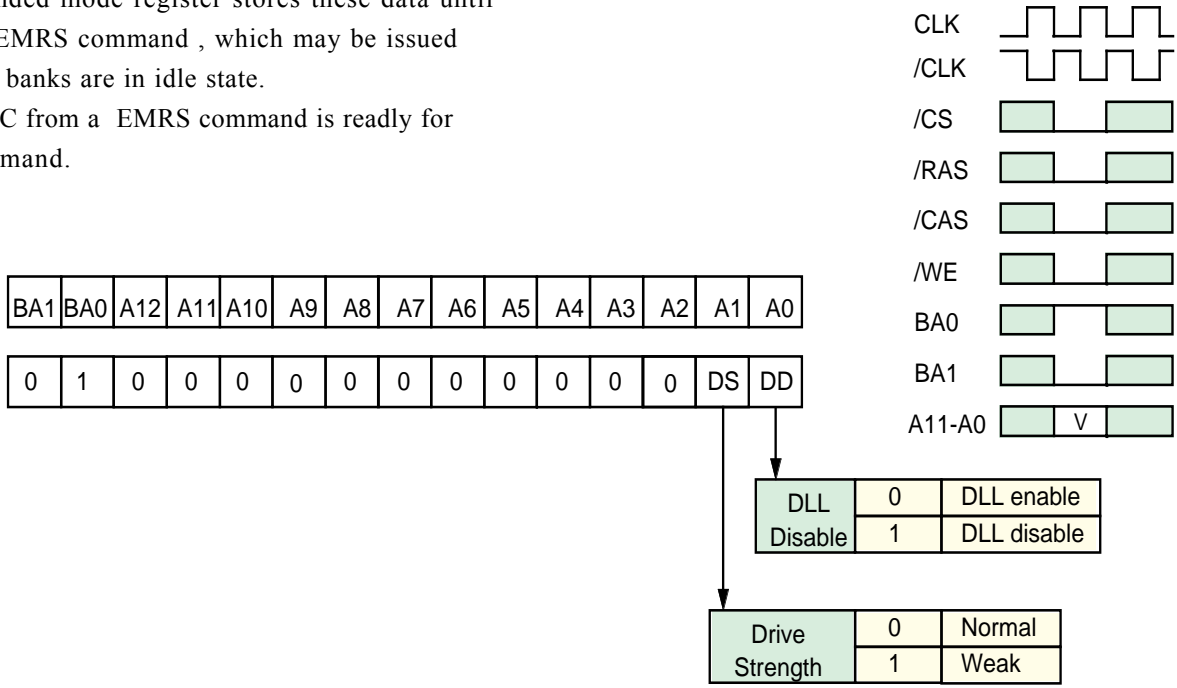 nded mode register stores these data until
EMRS command , which may be issued
banks are in idle state.
C from a EMRS command is readly for
mand.
CLK
/CLK
/CS
/RAS
/CAS
/WE
BA0
BA1
A11-A0 V
BA1 BA0 A12 A11 A10 A9 A8 A7 A6 A5 A4 A3 A2 A1 A0
0 1 0 0 0 0 0 0 0 0 0 0 0 DS DD
DLL Disable
0 DLL enable
1 DLL disable
Drive Strength
0 Normal
1 Weak